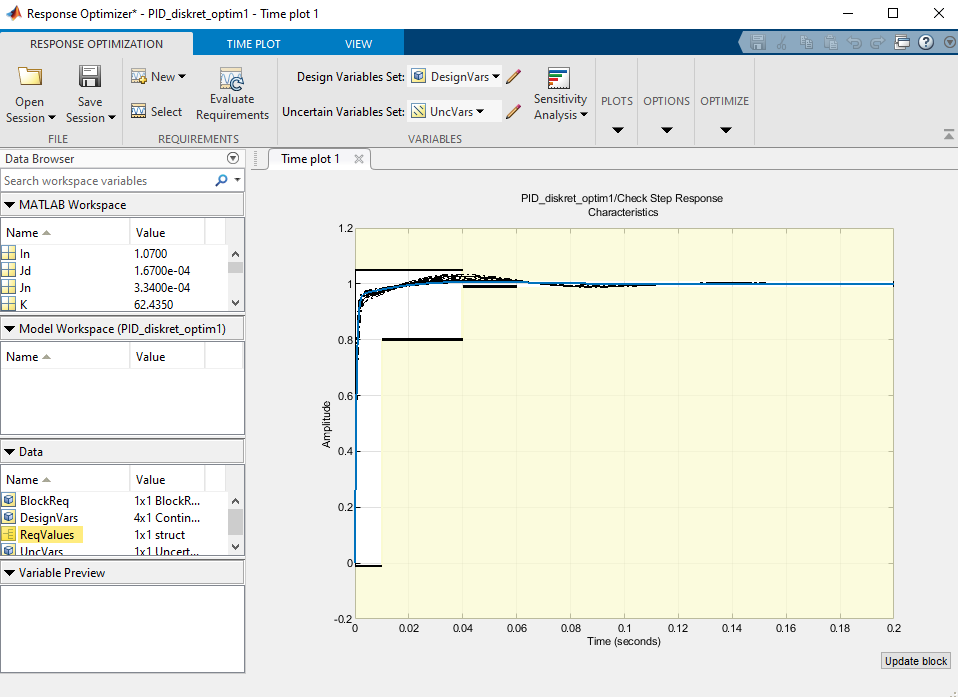 Response Optimizer* - PID_diskret_optim1 - Time plot 1
RESPONSE OPTIMIZATION TIME PLOT VIEW
Open Session
Save Session
New
Select
Evaluate Requirements
Design Variables Set: DesignVars
Uncertain Variables Set: UncVars
Sensitivity Analysis
PLOTS OPTIONS OPTIMIZE
FILE REQUIREMENTS VARIABLES
Data Browser
Search workspace variables
MATLAB Workspace
Name Value
In 1.0700
Jd 1.6700e-04
Jn 3.3400e-04
K 62.4350
Model Workspace (PID_diskret_optim1)
Name Value
Data
Name Value
BlockReq 1x1 BlockR...
DesignVars 4x1 Contin...
ReqValues 1x1 struct
UncVars 1x1 Uncert...
Variable Preview
Time plot 1
PID_diskret_optim1/Check Step Response
Characteristics
Amplitude
1.2
1
0.8
0.6
0.4
0.2
0
-0.2
0 0.02 0.04 0.06 0.08 0.1 0.12 0.14 0.16 0.18 0.2
Time (seconds)
Update block